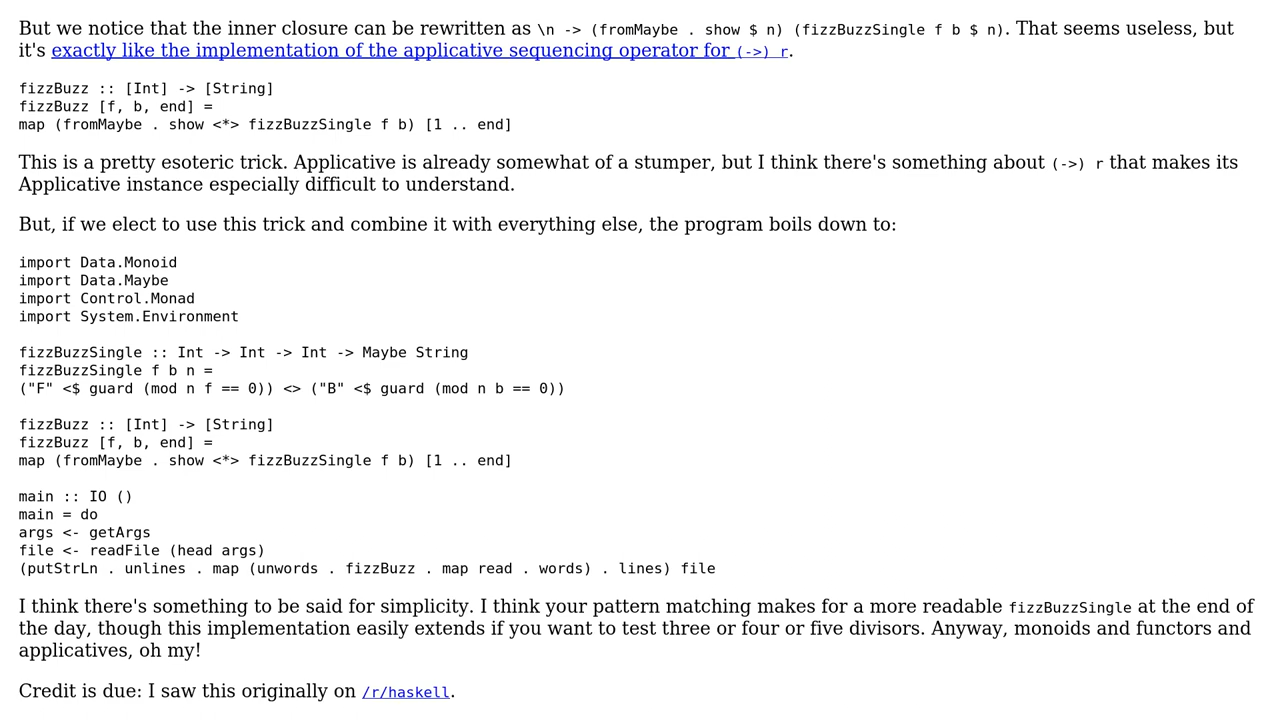 But we notice that the inner closure can be rewritten as \n -> (fromMaybe . show $ n) (fizzBuzzSingle f b $ n). That seems useless, but
it's exactly like the implementation of the applicative sequencing operator for (->) r.
fizzBuzz :: [Int] -> [String]
fizzBuzz [f, b, end] =
map (fromMaybe . show <*> fizzBuzzSingle f b) [1 .. end]
This is a pretty esoteric trick. Applicative is already somewhat of a stumper, but I think there's something about (->) r that makes its
Applicative instance especially difficult to understand.
But, if we elect to use this trick and combine it with everything else, the program boils down to:
import Data.Monoid
import Data.Maybe
import Control.Monad
import System.Environment
fizzBuzzSingle :: Int -> Int -> Int -> Maybe String
fizzBuzzSingle f b n =
("F" <$ guard (mod n f == 0)) <> ("B" <$ guard (mod n b == 0))
fizzBuzz :: [Int] -> [String]
fizzBuzz [f, b, end] =
map (fromMaybe . show <*> fizzBuzzSingle f b) [1 .. end]
main :: IO ()
main = do
args <- getArgs
file <- readFile (head args)
(putStrLn . unlines . map (unwords . fizzBuzz . map read . words) . lines) file
I think there's something to be said for simplicity. I think your pattern matching makes for a more readable fizzBuzzSingle at the end of
the day, though this implementation easily extends if you want to test three or four or five divisors. Anyway, monoids and functors and
applicatives, oh my!
Credit is due: I saw this originally on /r/haskell.